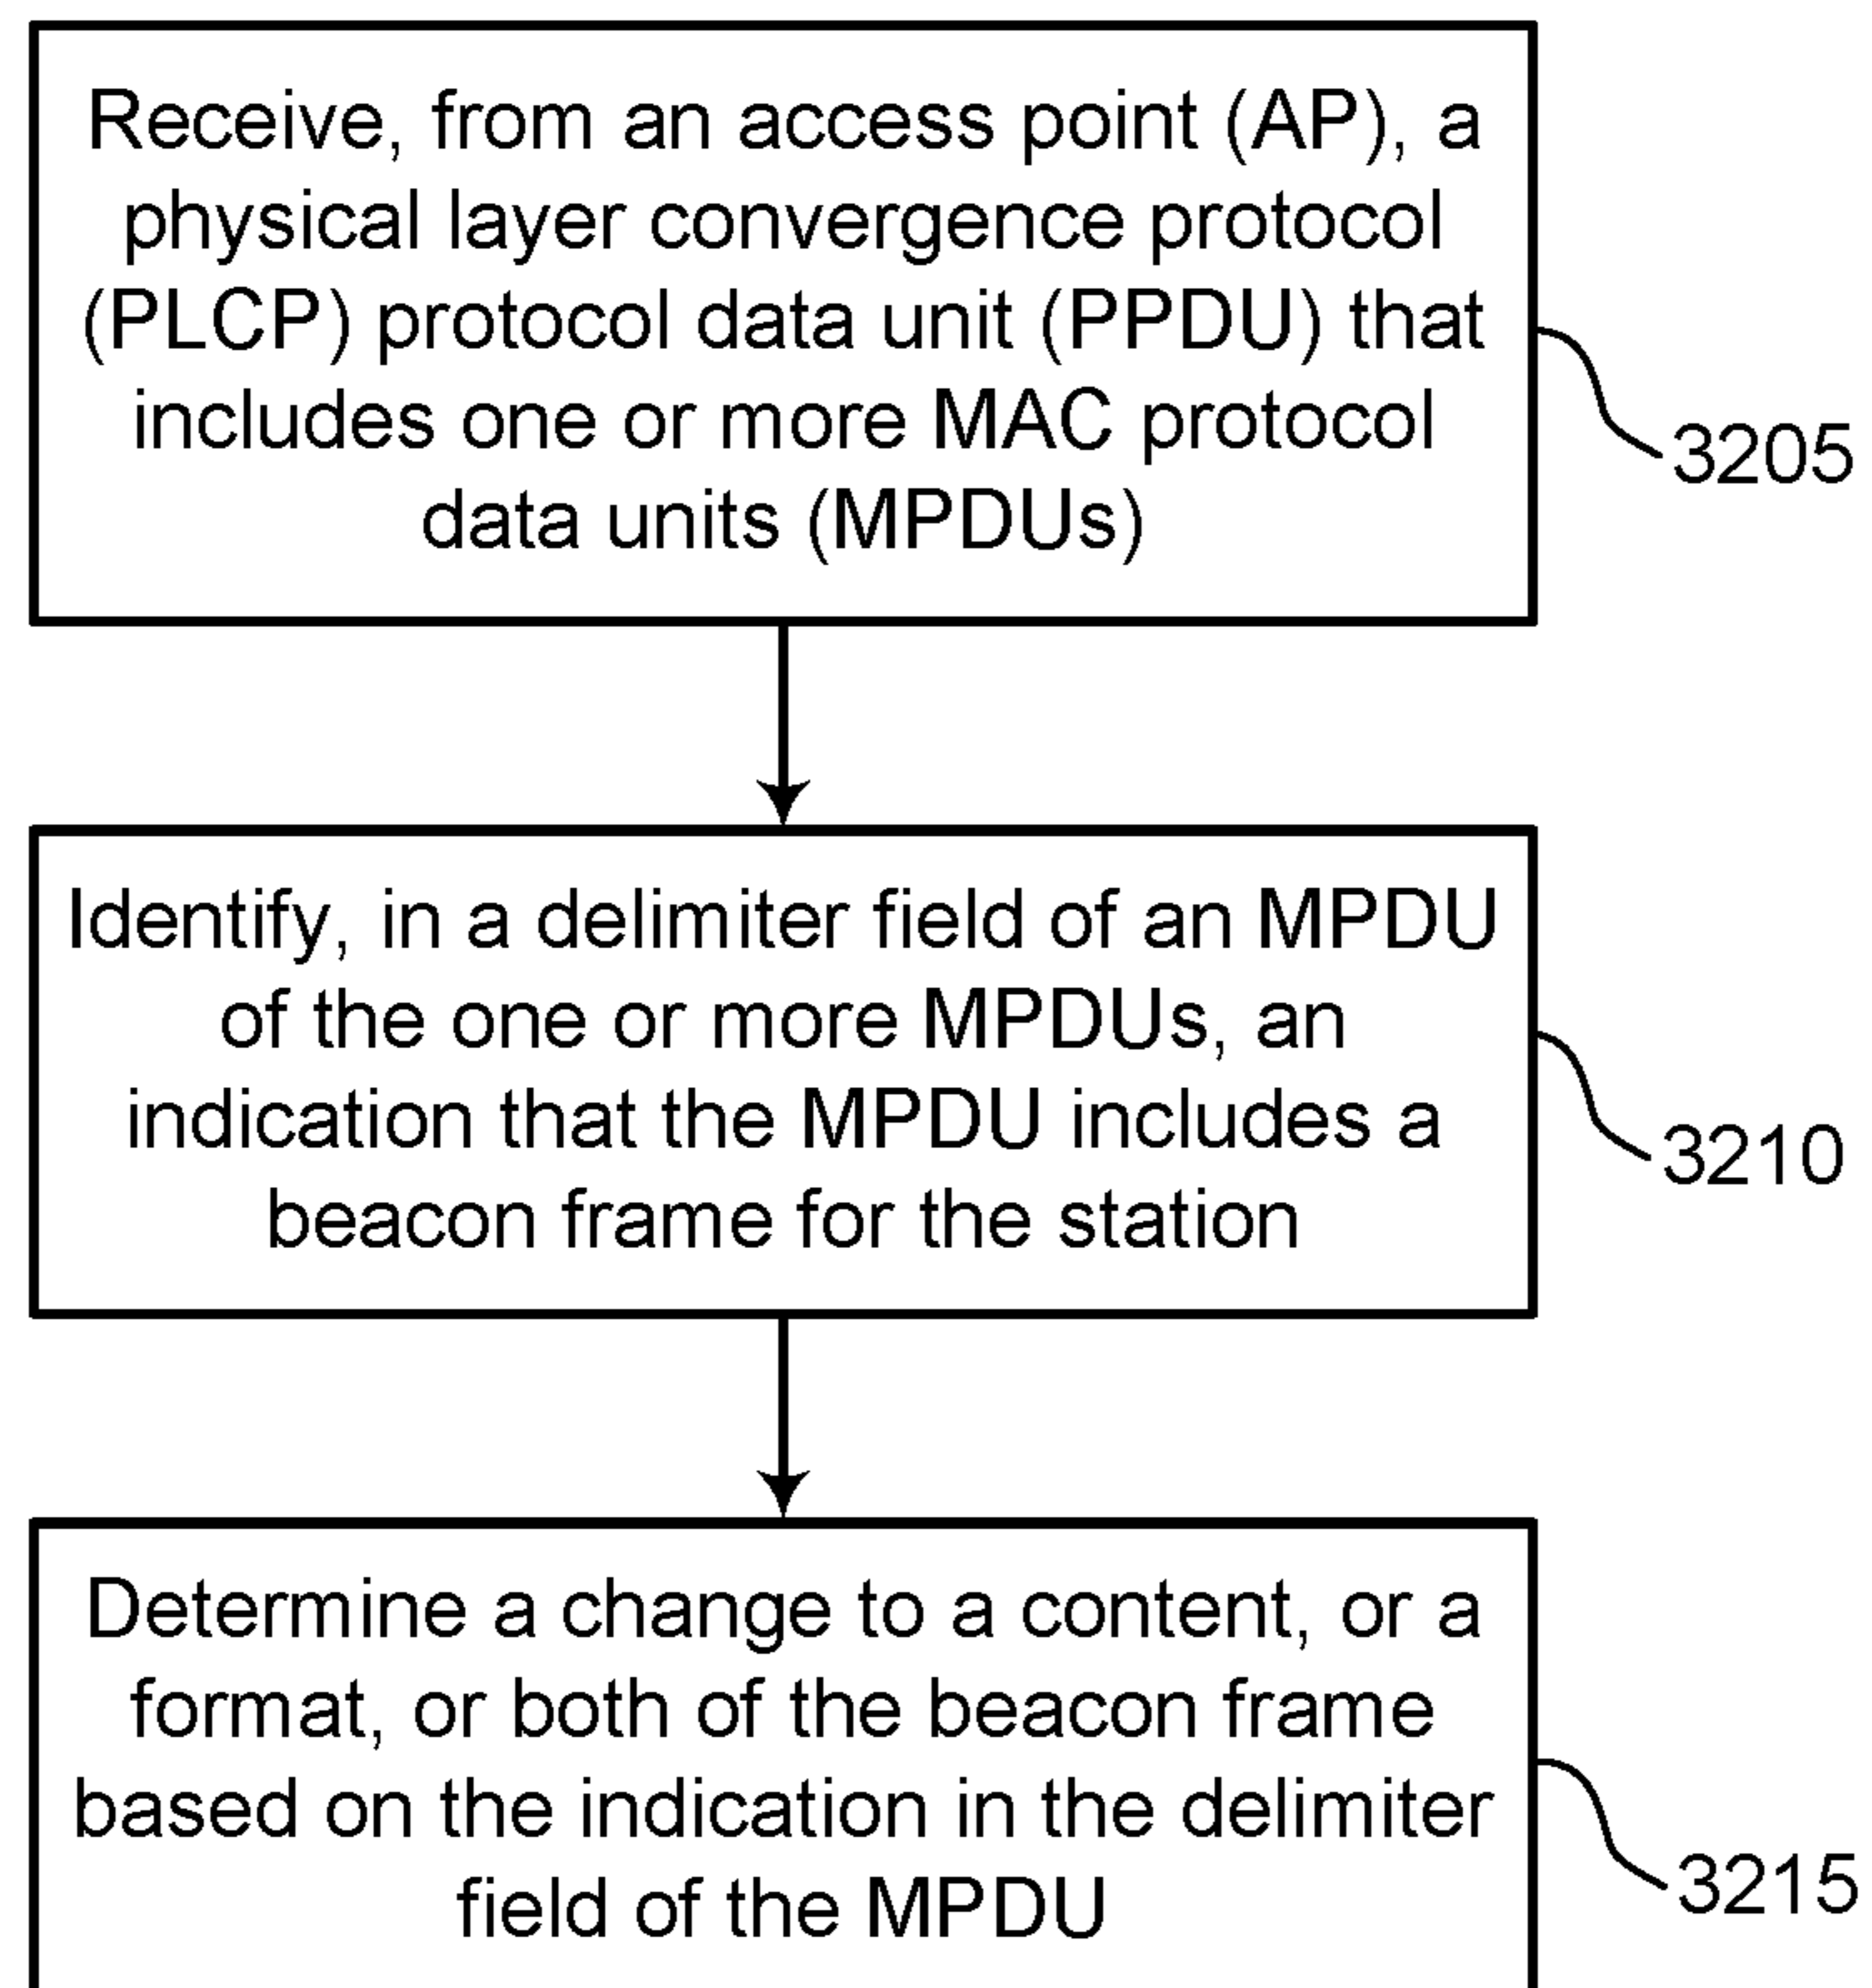 Receive, from an access point (AP), a
physical layer convergence protocol
(PLCP) protocol data unit (PPDU) that
includes one or more MAC protocol
data units (MPDUs)
3205
Identify, in a delimiter field of an MPDU
of the one or more MPDUs, an
indication that the MPDU includes a
beacon frame for the station
3210
Determine a change to a content, or a
format, or both of the beacon frame
based on the indication in the delimiter
field of the MPDU
3215